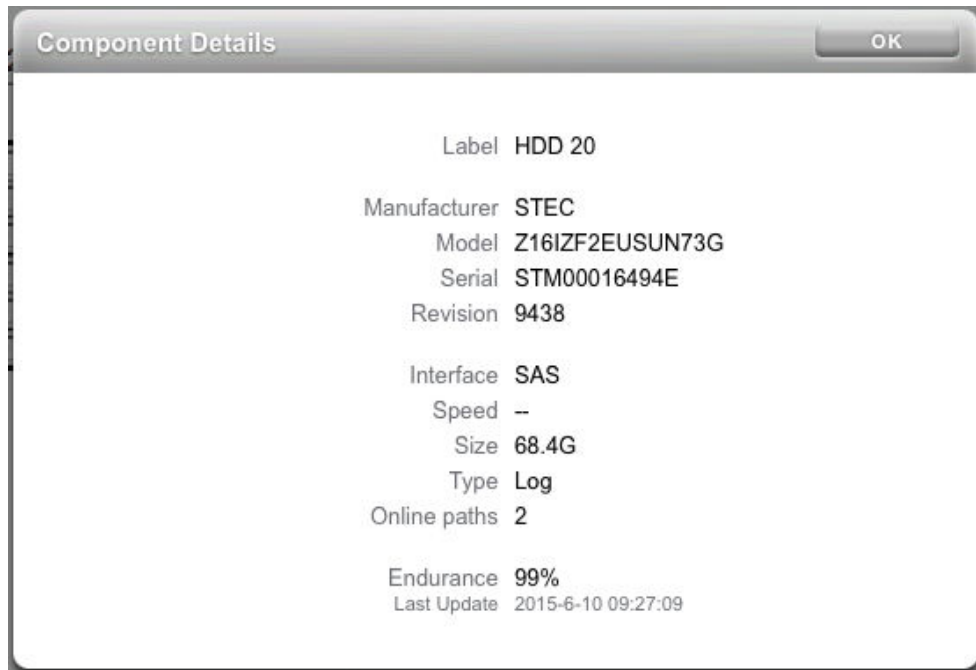 Component Details
OK
Label HDD 20
Manufacturer STEC
Model Z16IZF2EUSUN73G
Serial STM00016494E
Revision 9438
Interface SAS
Speed --
Size 68.4G
Type Log
Online paths 2
Endurance 99%
Last Update 2015-6-10 09:27:09